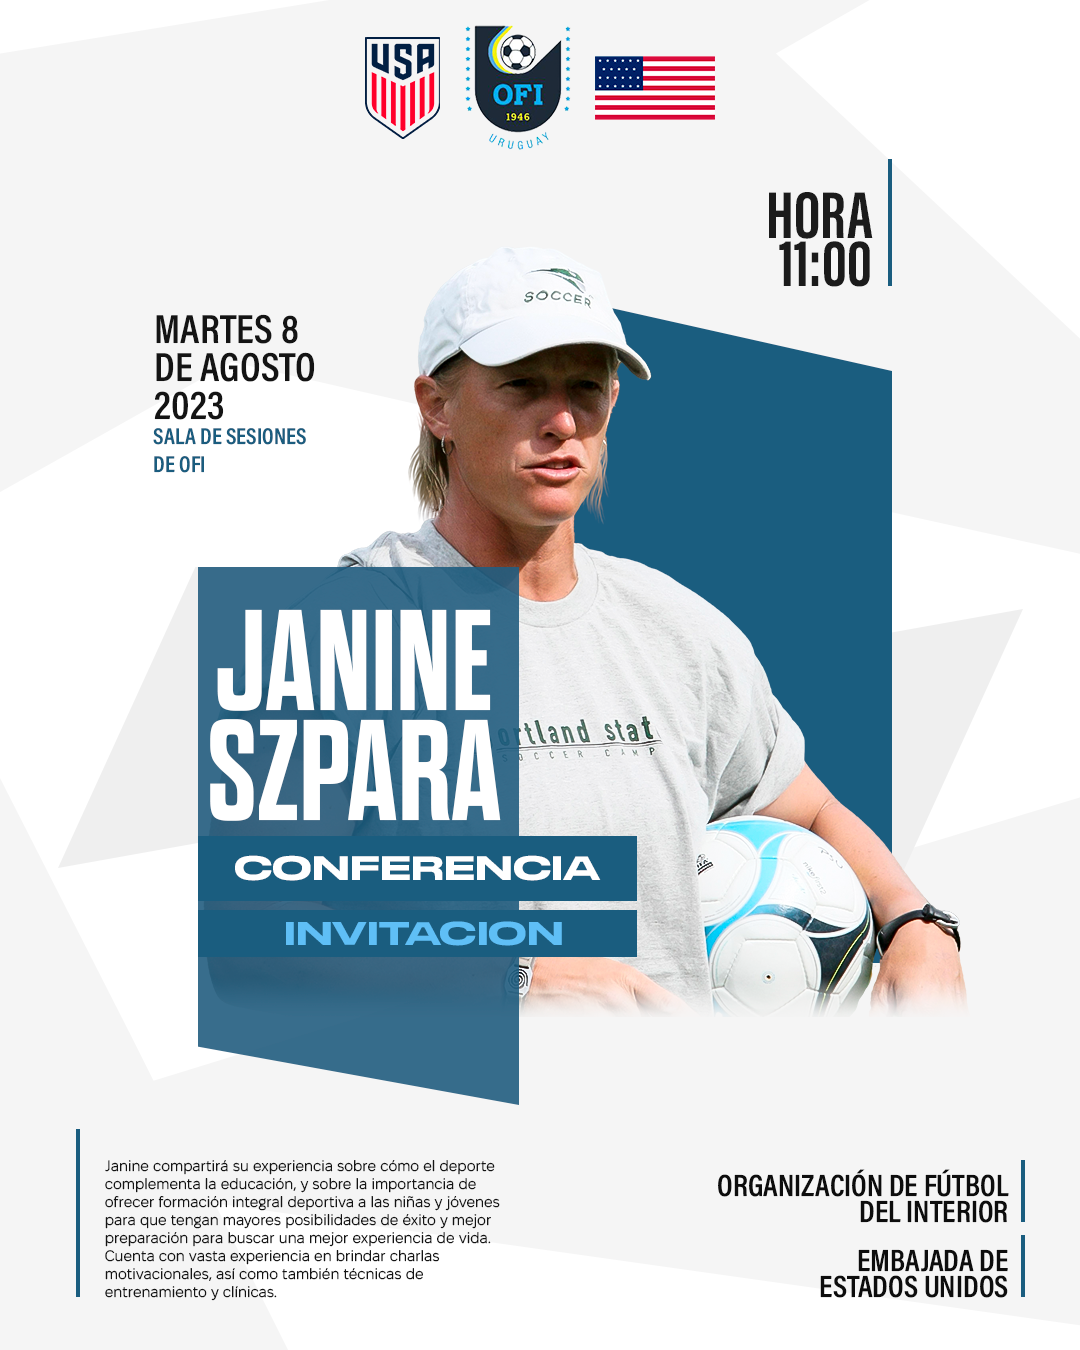 USA
OFI
1946
URUGUAY
HORA
11:00
MARTES 8
DE AGOSTO
2023
SALA DE SESIONES
DE OFI
SOCCER
JANINE
SZPARA
ortland stat
SOCCER CAMP
CONFERENCIA
INVITACION
Janine compartirá su experiencia sobre cómo el deporte
complementa la educación, y sobre la importancia de
ofrecer formación integral deportiva a las niñas y jóvenes
para que tengan mayores posibilidades de éxito y mejor
preparación para buscar una mejor experiencia de vida.
Cuenta con vasta experiencia en brindar charlas
motivacionales, así como también técnicas de
entrenamiento y clínicas.
ORGANIZACIÓN DE FÚTBOL
DEL INTERIOR
EMBAJADA DE
ESTADOS UNIDOS